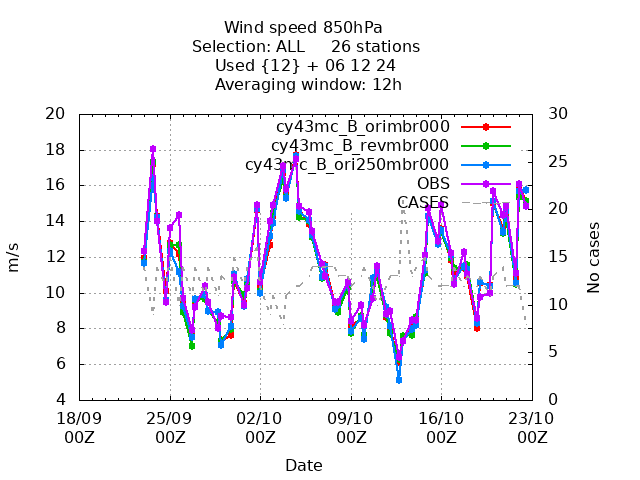 Wind speed 850hPa
Selection: ALL     26 stations
Used {12} + 06 12 24
Averaging window: 12h
20
18
16
14
12
10
8
6
4
m/s
cy43mc_B_orimbr000
cy43mc_B_revmbr000
cy43mc_B_ori250mbr000
OBS
CASES
30
25
20
15
10
5
0
No cases
18/09 25/09 02/10 09/10 16/10 23/10
00Z 00Z 00Z 00Z 00Z 00Z
Date